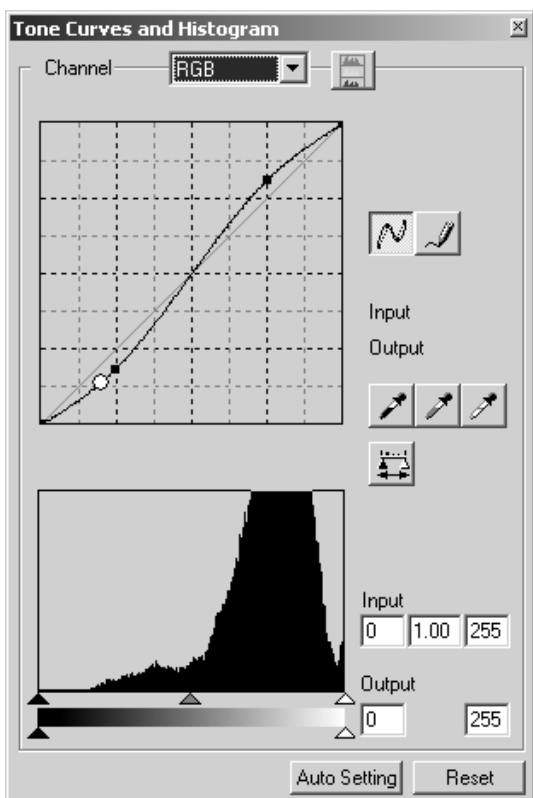 Tone Curves and Histogram
Channel RGB
Input
Output
Input
0 1.00 255
Output
0 255
Auto Setting Reset